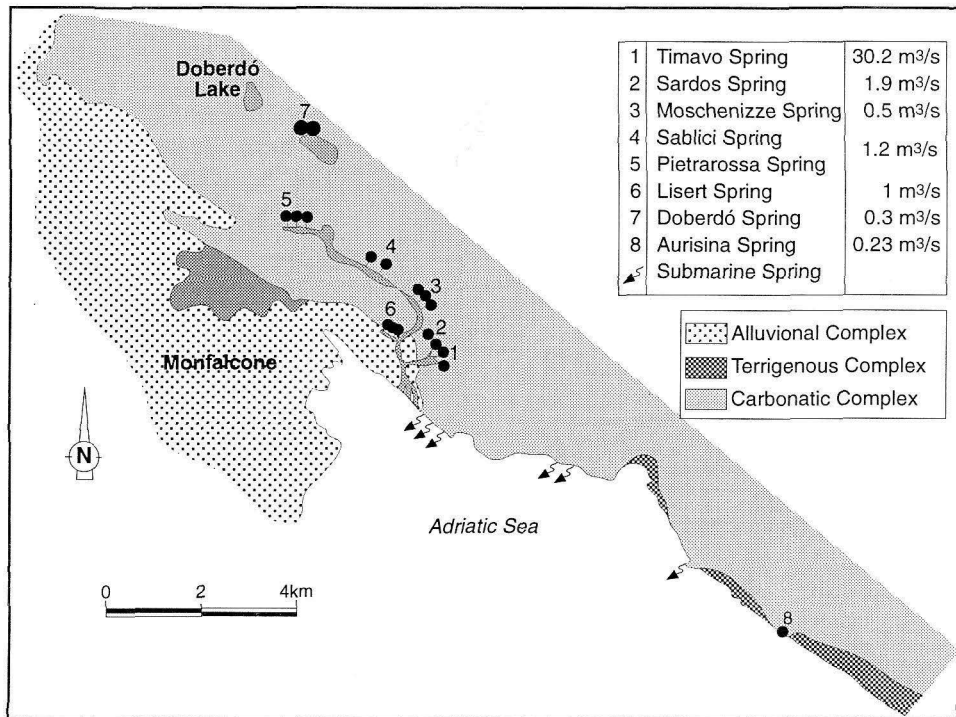 Doberdó
Lake
7
5
4
3
6
2
1
Monfalcone
N
Adriatic Sea
0 2 4km
8
1 Timavo Spring 30.2 m³/s
2 Sardos Spring 1.9 m³/s
3 Moschenizze Spring 0.5 m³/s
4 Sablici Spring
1.2 m³/s
5 Pietrarossa Spring
6 Lisert Spring 1 m³/s
7 Doberdó Spring 0.3 m³/s
8 Aurisina Spring 0.23 m³/s
Submarine Spring
Alluvional Complex
Terrigenous Complex
Carbonatic Complex